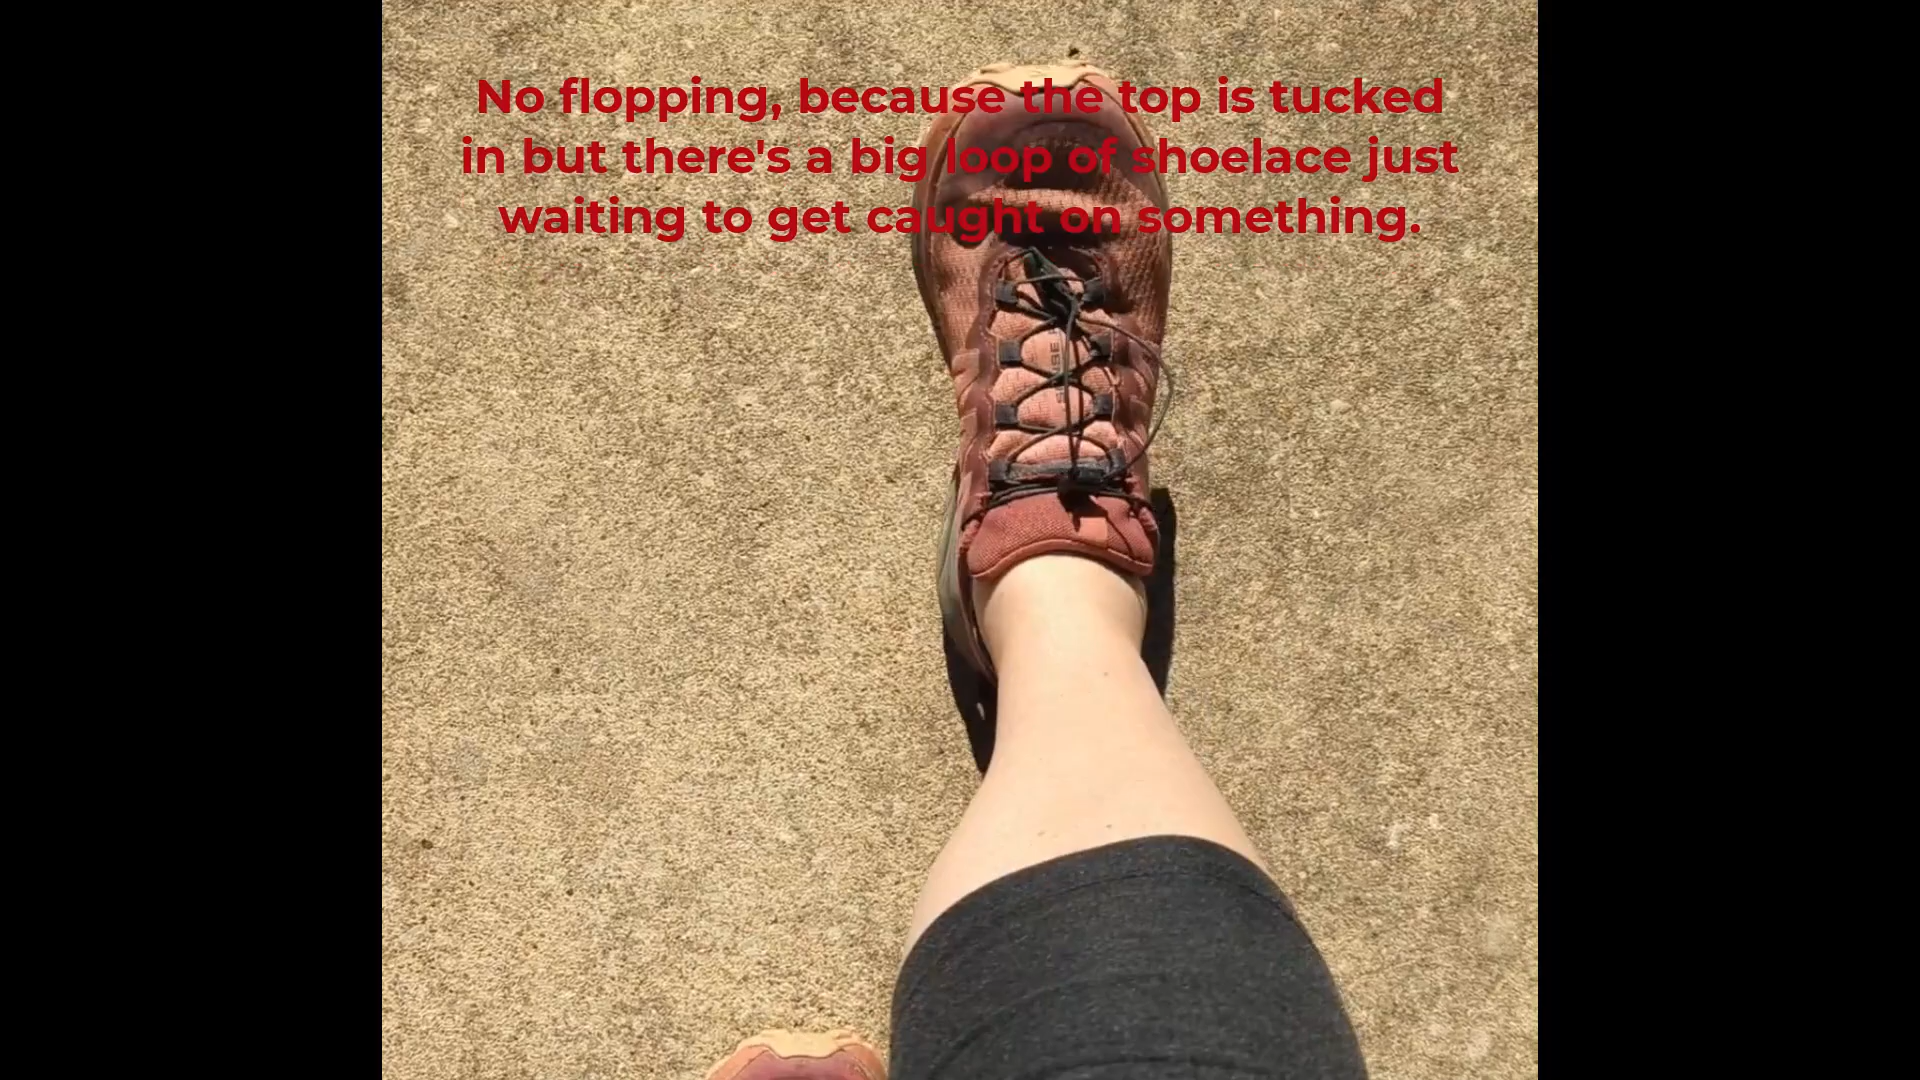 No flopping, because the top is tucked
in but there's a big loop of shoelace just
waiting to get caught on something.